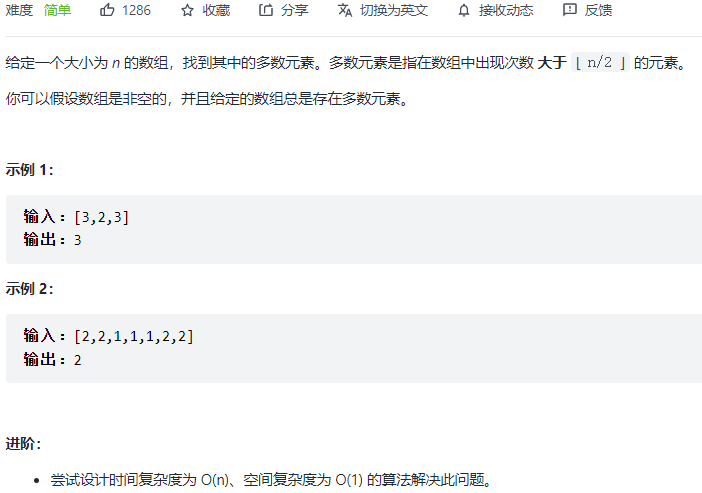 难度 简单 1286 收藏 分享 切换为英文 接收动态 反馈
给定一个大小为 n 的数组，找到其中的多数元素。多数元素是指在数组中出现次数 大于 ⌊ n/2 ⌋ 的元素。
你可以假设数组是非空的，并且给定的数组总是存在多数元素。
示例 1：
输入：[3,2,3]
输出：3
示例 2：
输入：[2,2,1,1,1,2,2]
输出：2
进阶：
• 尝试设计时间复杂度为 O(n)、空间复杂度为 O(1) 的算法解决此问题。